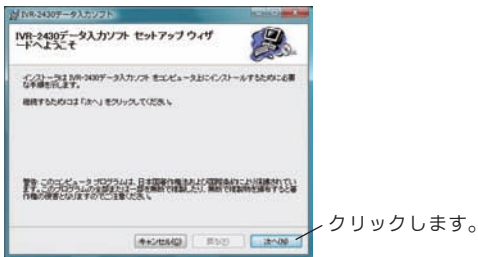 IVR-2430データ入力ソフト
IVR-2430データ入力ソフト セットアップ ウィザ
ードへようこそ
インストーラは IVR-2430データ入力ソフト をコンピュータ上にインストールするために必要
な手順を示します。
継続するためには「次へ」をクリックしてください。
警告: このコンピュータ プログラムは、日本国著作権法および国際条約により保護されてい
ます。このプログラムの全部または一部を無断で複製したり、無断で複製物を頒布すると著
作権の侵害となりますのでご注意ください。
キャンセル(C)
戻る(P)
次へ(N)
クリックします。